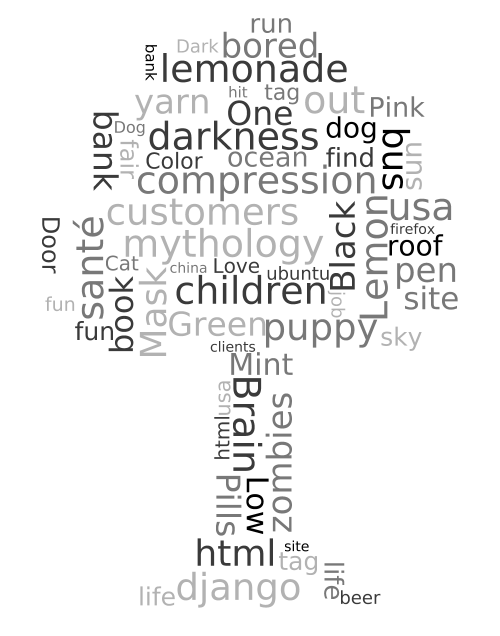 run
Dark
bored
bank
lemonade
hit
tag
yarn
out
Pink
One
bank
Dog
darkness
dog
sun
sun
fair
Color
ocean
find
compression
customers
Black
Lemon
usa
Door
santé
mythology
firefox
roof
Cat
china
Love
ubuntu
pen
book
Mask
children
job
site
fun
fun
Green
puppy
sky
clients
Mint
usa
Brain
html
zombies
Pills
Low
html
site
tag
life
django
life
beer